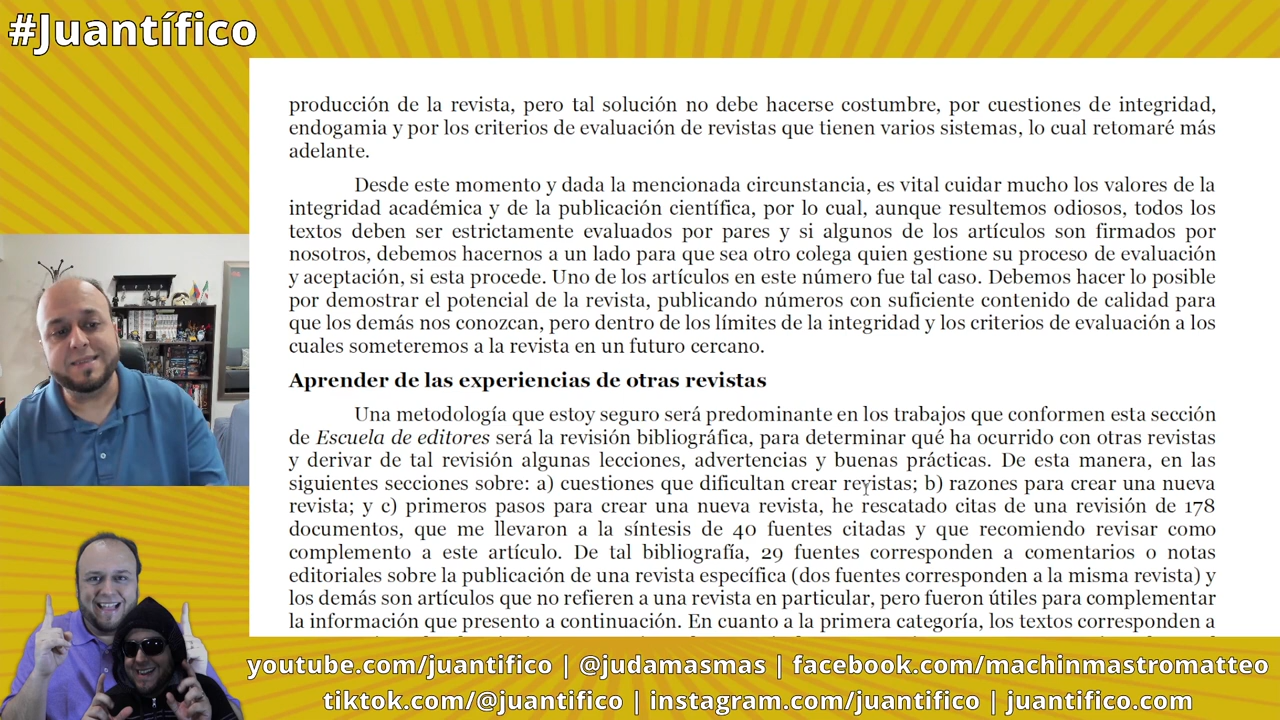 #Juantífico
producción de la revista, pero tal solución no debe hacerse costumbre, por cuestiones de integridad,
endogamia y por los criterios de evaluación de revistas que tienen varios sistemas, lo cual retomaré más
adelante.
Desde este momento y dada la mencionada circunstancia, es vital cuidar mucho los valores de la
integridad académica y de la publicación científica, por lo cual, aunque resultemos odiosos, todos los
textos deben ser estrictamente evaluados por pares y si algunos de los artículos son firmados por
nosotros, debemos hacernos a un lado para que sea otro colega quien gestione su proceso de evaluación
y aceptación, si esta procede. Uno de los artículos en este número fue tal caso. Debemos hacer lo posible
por demostrar el potencial de la revista, publicando números con suficiente contenido de calidad para
que los demás nos conozcan, pero dentro de los límites de la integridad y los criterios de evaluación a los
cuales someteremos a la revista en un futuro cercano.
Aprender de las experiencias de otras revistas
Una metodología que estoy seguro será predominante en los trabajos que conformen esta sección
de Escuela de editores será la revisión bibliográfica, para determinar qué ha ocurrido con otras revistas
y derivar de tal revisión algunas lecciones, advertencias y buenas prácticas. De esta manera, en las
siguientes secciones sobre: a) cuestiones que dificultan crear revistas; b) razones para crear una nueva
revista; y c) primeros pasos para crear una nueva revista, he rescatado citas de una revisión de 178
documentos, que me llevaron a la síntesis de 40 fuentes citadas y que recomiendo revisar como
complemento a este artículo. De tal bibliografía, 29 fuentes corresponden a comentarios o notas
editoriales sobre la publicación de una revista específica (dos fuentes corresponden a la misma revista) y
los demás son artículos que no refieren a una revista en particular, pero fueron útiles para complementar
la información que presento a continuación. En cuanto a la primera categoría, los textos corresponden a
youtube.com/juantifico | @judamasmas | facebook.com/machinmastromatteo
tiktok.com/@juantifico | instagram.com/juantifico | juantifico.com